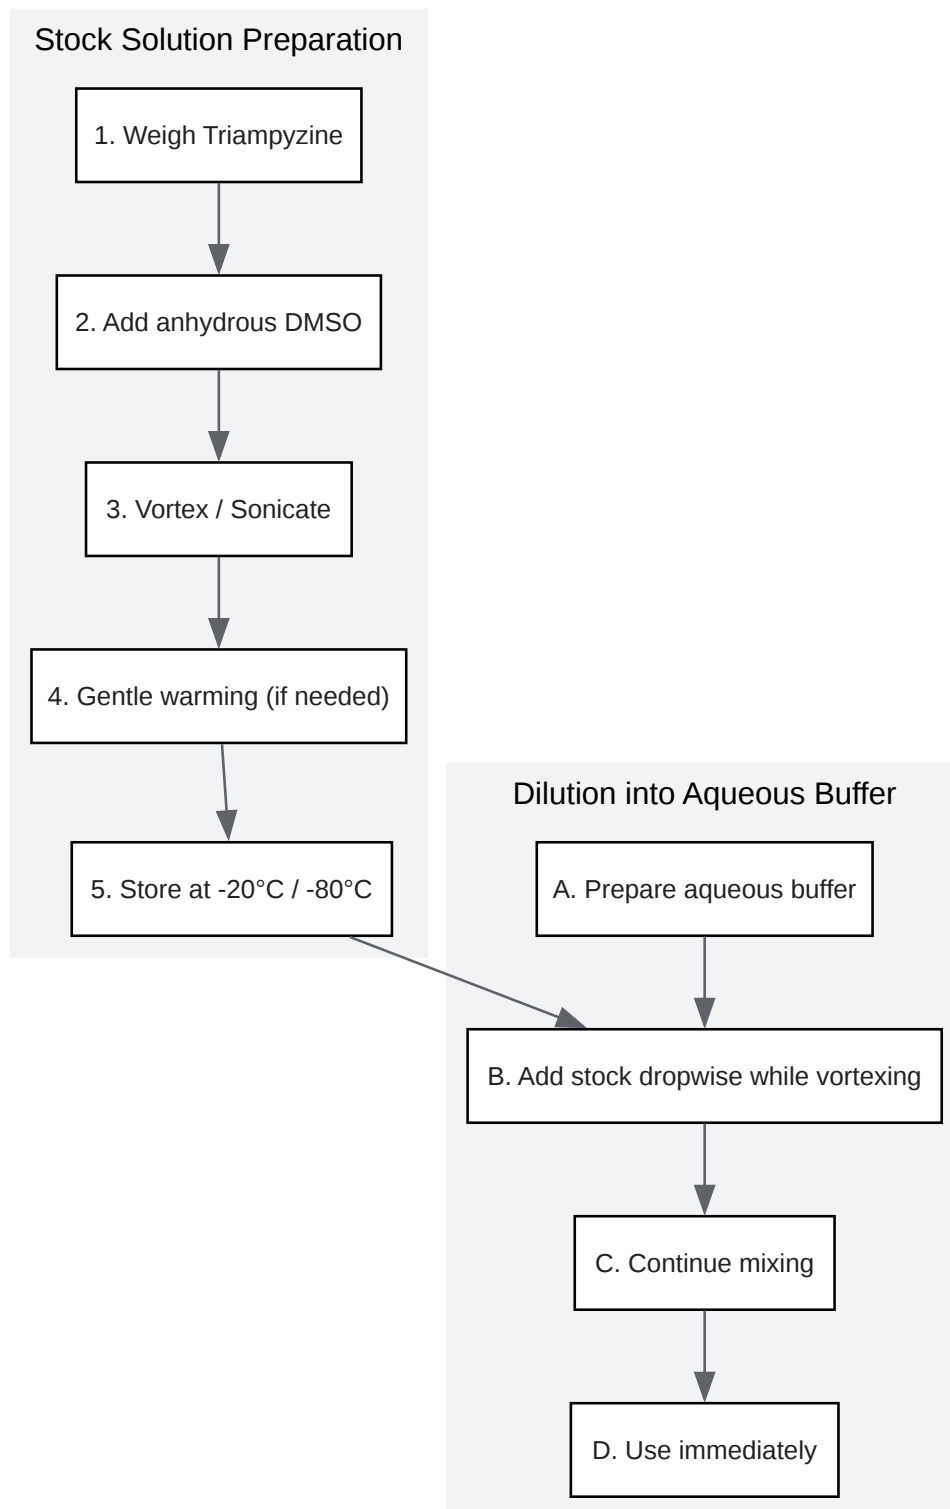 Stock Solution Preparation
1. Weigh Triampyzine
2. Add anhydrous DMSO
3. Vortex / Sonicate
4. Gentle warming (if needed)
5. Store at -20°C / -80°C
Dilution into Aqueous Buffer
A. Prepare aqueous buffer
B. Add stock dropwise while vortexing
C. Continue mixing
D. Use immediately